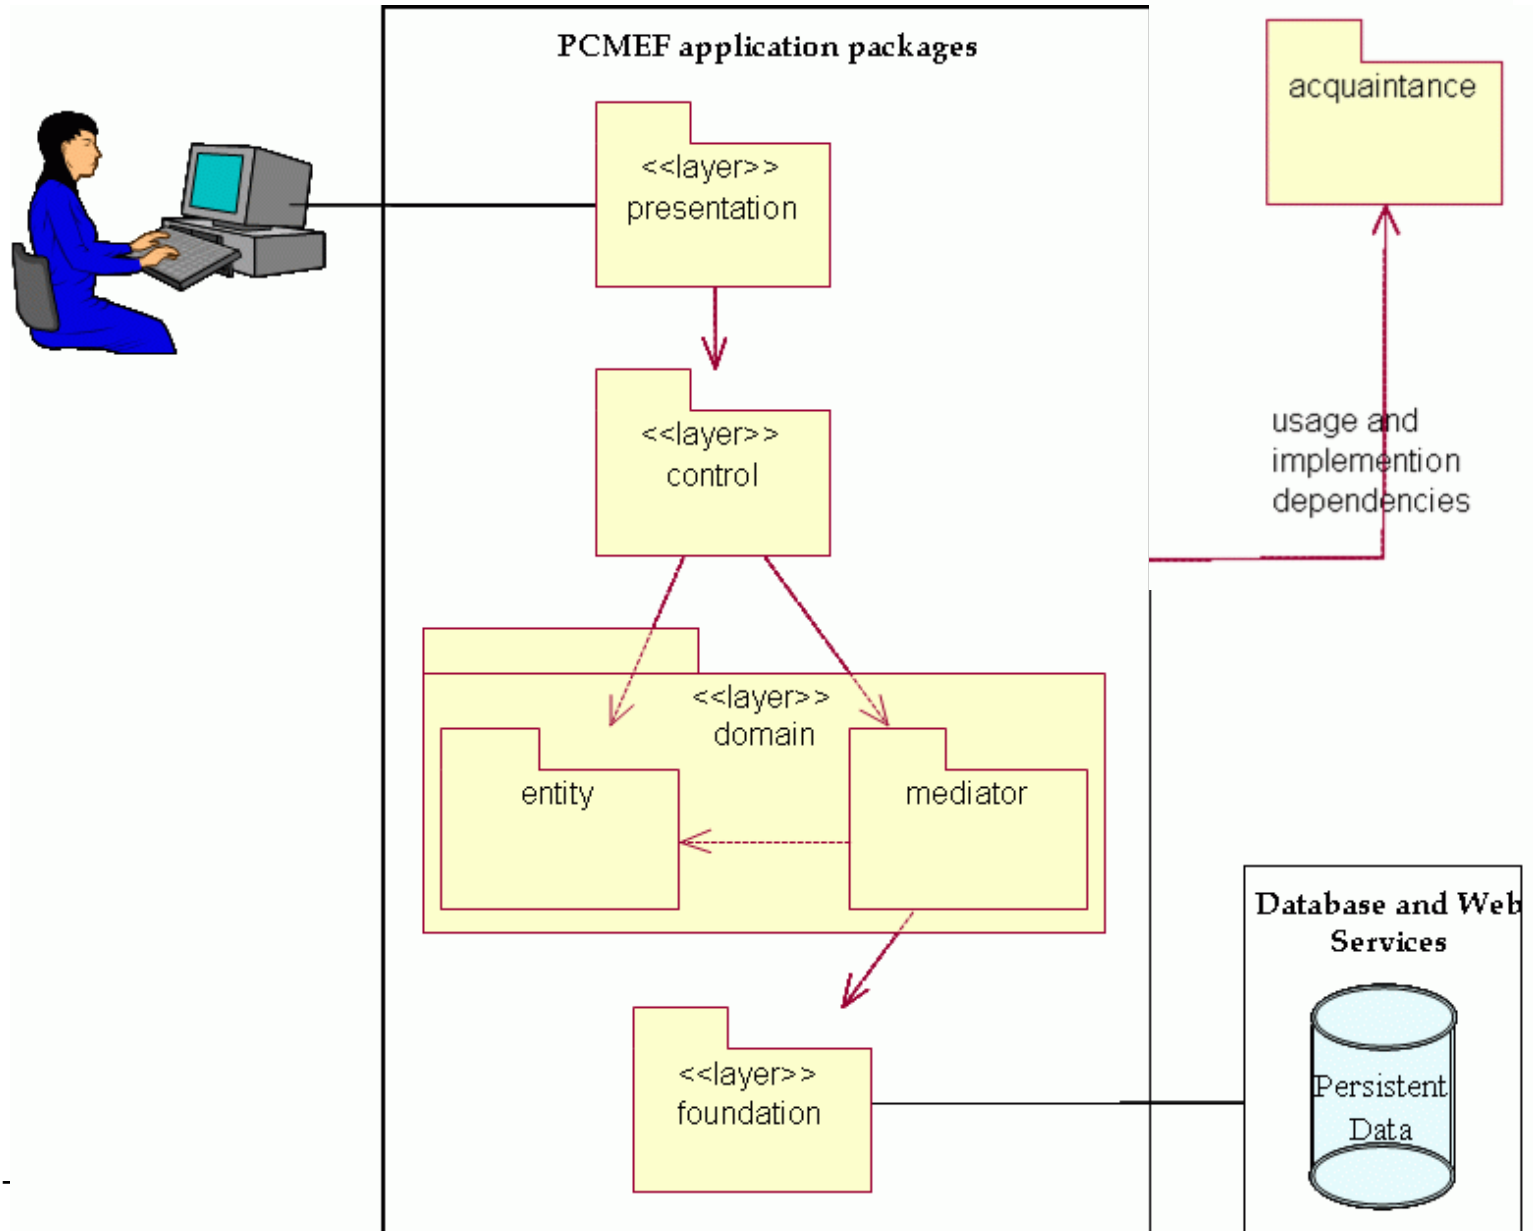 PCMEF application packages
acquaintance
<<layer>>
presentation
<<layer>>
control
usage and
implemention
dependencies
<<layer>>
domain
entity
mediator
Database and Web
Services
<<layer>>
foundation
Persistent
Data